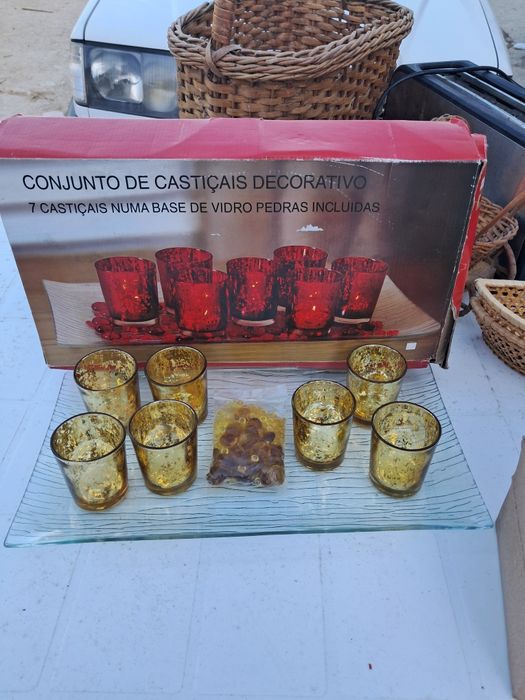 CONJUNTO DE CASTIÇAIS DECORATIVO
7 CASTIÇAIS NUMA BASE DE VIDRO PEDRAS INCLUIDAS